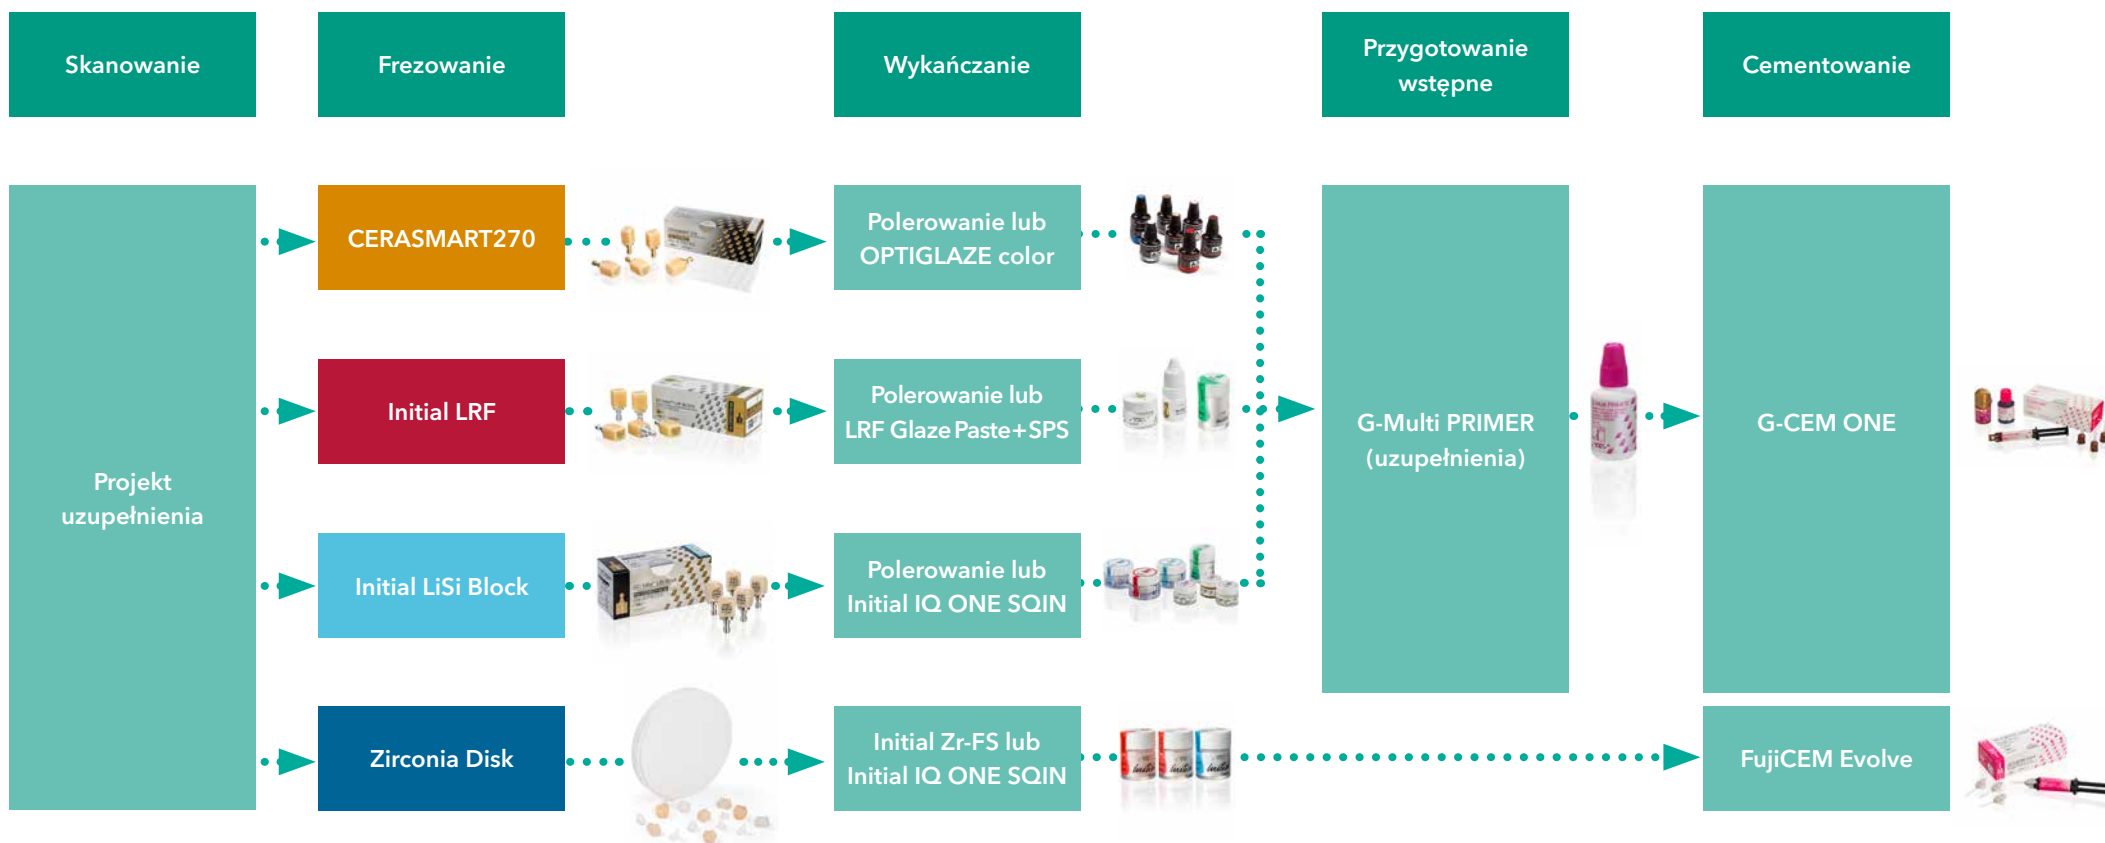 Skanowanie
Frezowanie
Wykańczanie
Przygotowanie
wstępne
Cementowanie
Projekt
uzupełnienia
CERASMART270
Polerowanie lub
OPTIGLAZE color
Initial LRF
Polerowanie lub
LRF Glaze Paste+SPS
Initial LiSi Block
Polerowanie lub
Initial IQ ONE SQIN
Zirconia Disk
Initial Zr-FS lub
Initial IQ ONE SQIN
G-Multi PRIMER
(uzupełnienia)
G-CEM ONE
FujiCEM Evolve